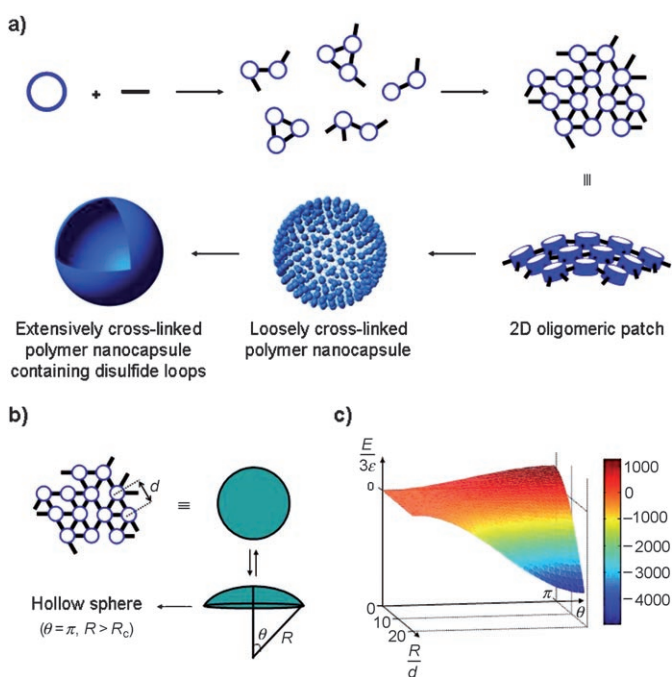 a)
+
≡
Extensively cross-linked
polymer nanocapsule
containing disulfide loops
Loosely cross-linked
polymer nanocapsule
2D oligomeric patch
b)
d
≡
Hollow sphere
(θ = π, R > Rc)
θ
R
c)
E
3ε
0
0
10
20
R
d
π
θ
1000
0
−1000
−2000
−3000
−4000